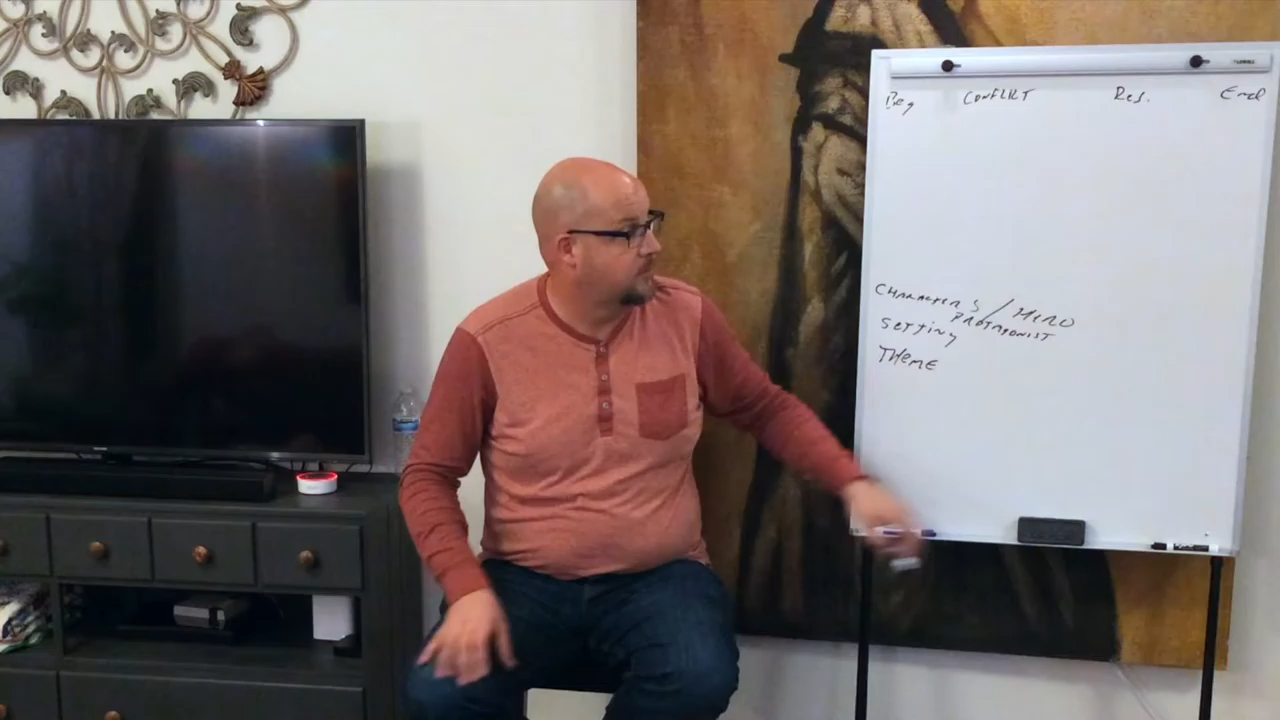 Beg CONFLICT Res. End
CHARACTERS / HERO
PROTAGONIST
Setting
THEME